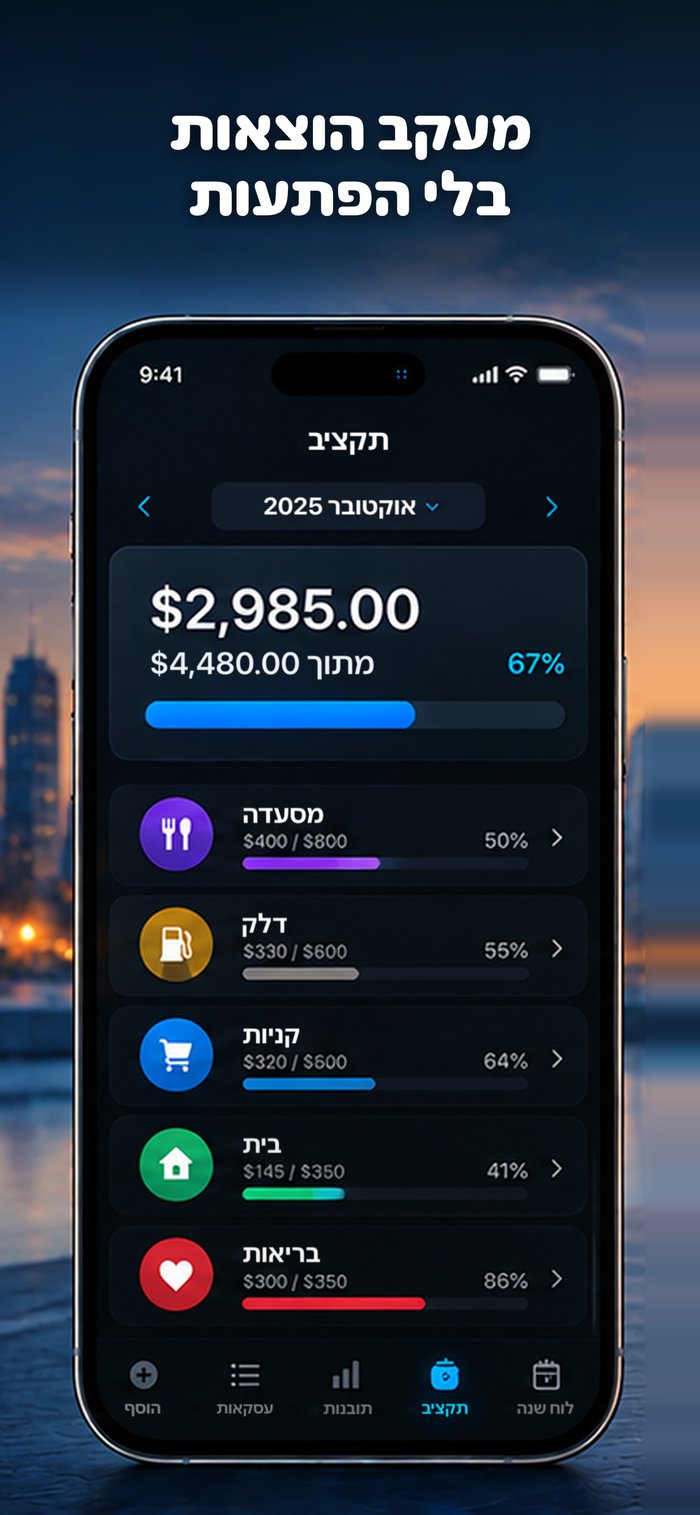 מעקב הוצאות
בלי הפתעות
9:41
תקציב
אוקטובר 2025
$2,985.00
מתוך $4,480.00
67%
מסעדה
$400 / $800
50%
דלק
$330 / $600
55%
קניות
$320 / $600
64%
בית
$145 / $350
41%
בריאות
$300 / $350
86%
הוסף
עסקאות
תובנות
תקציב
לוח שנה